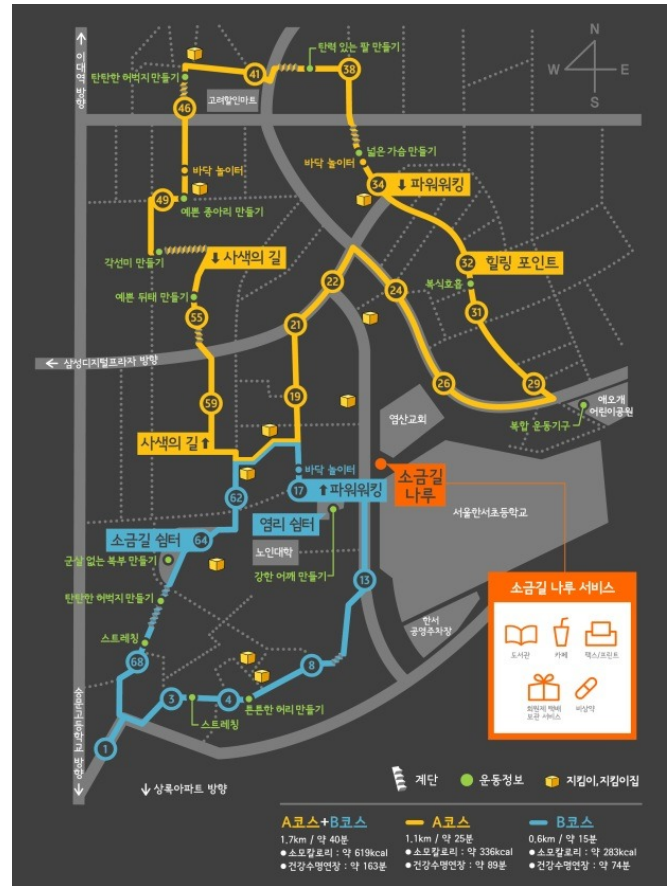 이대역 방향
탄탄한 허벅지 만들기
41
탄력 있는 팔 만들기
38
N
W
E
S
46
고려할인마트
바닥 놀이터
넓은 가슴 만들기
바닥 놀이터
34
↓ 파워워킹
49
예쁜 종아리 만들기
각선미 만들기
↓ 사색의 길
22
24
32
힐링 포인트
복식호흡
31
예쁜 뒤태 만들기
55
21
← 삼성디지털프라자 방향
59
19
26
29
애오개
어린이공원
복합 운동기구
염산교회
사색의 길 ↑
바닥 놀이터
62
17
↑ 파워워킹
소금길
나루
서울한서초등학교
소금길 쉼터
64
염리 쉼터
노인대학
강한 어깨 만들기
군살 없는 복부 만들기
탄탄한 허벅지 만들기
13
소금길 나루 서비스
도서관
카페
팩스/프린트
회원제 택배
보관 서비스
비상약
스트레칭
68
8
한서
공영주차장
3
4
튼튼한 허리 만들기
스트레칭
1
숭문고등학교 방향
↓ 상록아파트 방향
계단
운동정보
지킴이,지킴이집
A코스+B코스
1.7km / 약 40분
● 소모칼로리 : 약 619kcal
● 건강수명연장 : 약 163분
A코스
1.1km / 약 25분
● 소모칼로리 : 약 336kcal
● 건강수명연장 : 약 89분
B코스
0.6km / 약 15분
● 소모칼로리 : 약 283kcal
● 건강수명연장 : 약 74분